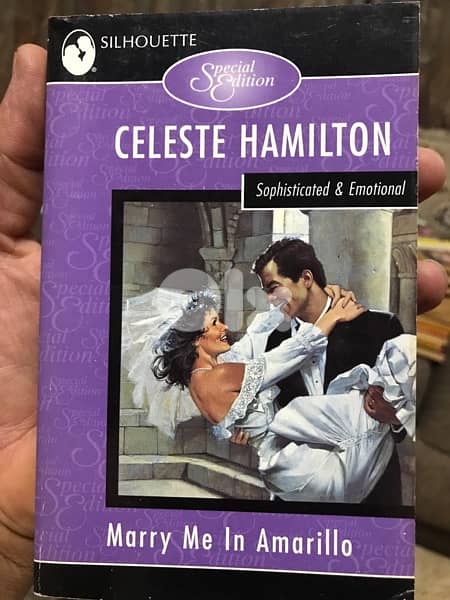 SILHOUETTE
Special
Edition
CELESTE HAMILTON
Sophisticated & Emotional
Marry Me In Amarillo